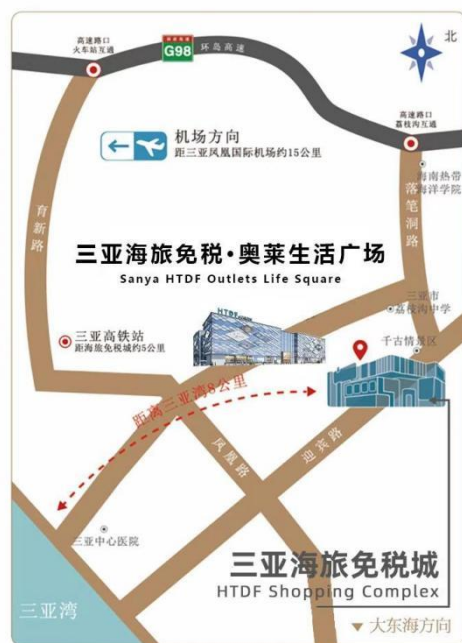 高速路口
火车站互通
G98
环岛高速
北
高速路口
荔枝沟互通
机场方向
距三亚凤凰国际机场约15公里
海南热带
海洋学院
育新路
落笔洞路
三亚海旅免税·奥莱生活广场
Sanya HTDF Outlets Life Square
三亚市
荔枝沟中学
HTDF
三亚高铁站
距海旅免税城约5公里
千古情景区
距离三亚湾8公里
凤凰路
迎宾路
三亚中心医院
三亚海旅免税城
HTDF Shopping Complex
三亚湾
大东海方向